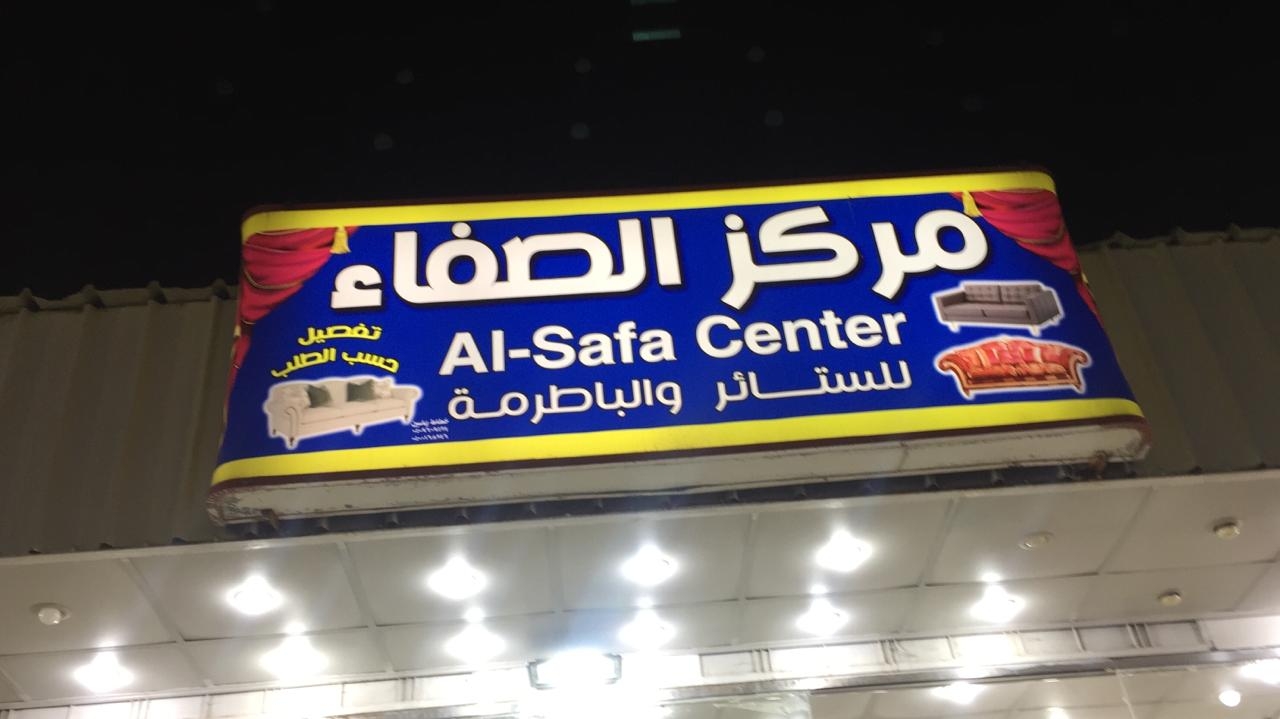 مركز الصفاء
Al-Safa Center
للستائر والباطرمة
تفصيل
حسب الطلب